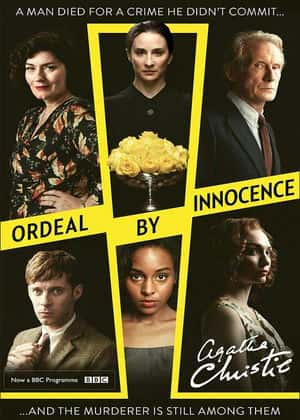 A MAN DIED FOR A CRIME HE DIDN'T COMMIT...
ORDEAL BY INNOCENCE
Agatha
Christie
Now a BBC Programme BBC
...AND THE MURDERER IS STILL AMONG THEM